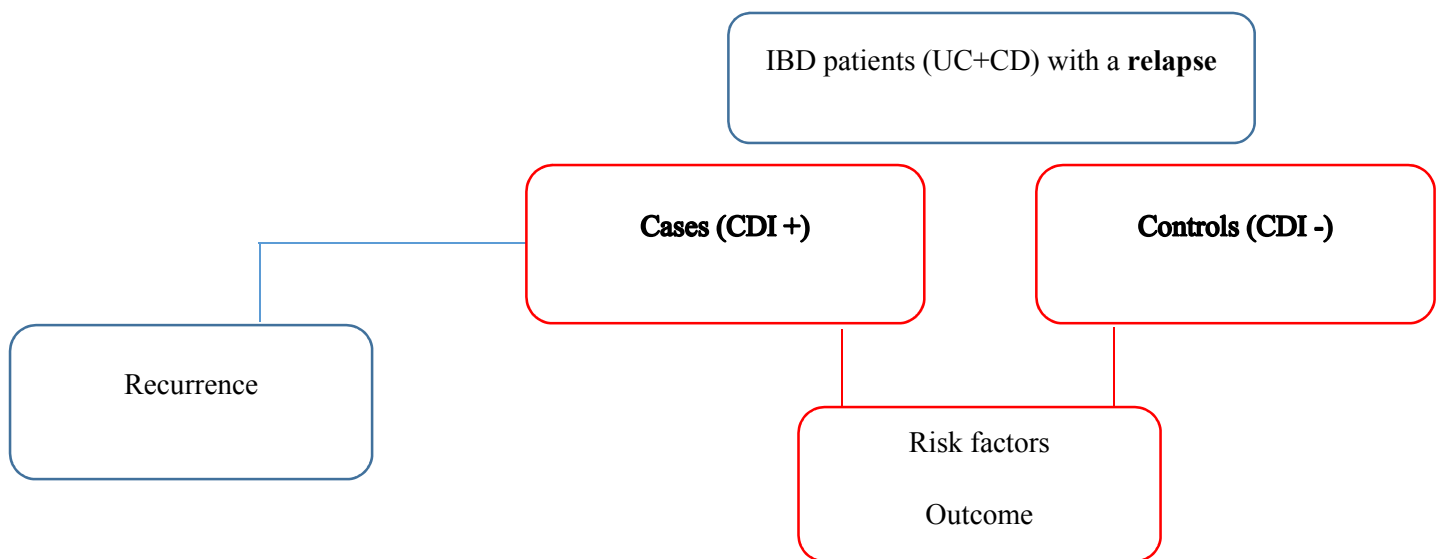 IBD patients (UC+CD) with a relapse
Cases (CDI +)
Controls (CDI -)
Recurrence
Risk factors
Outcome